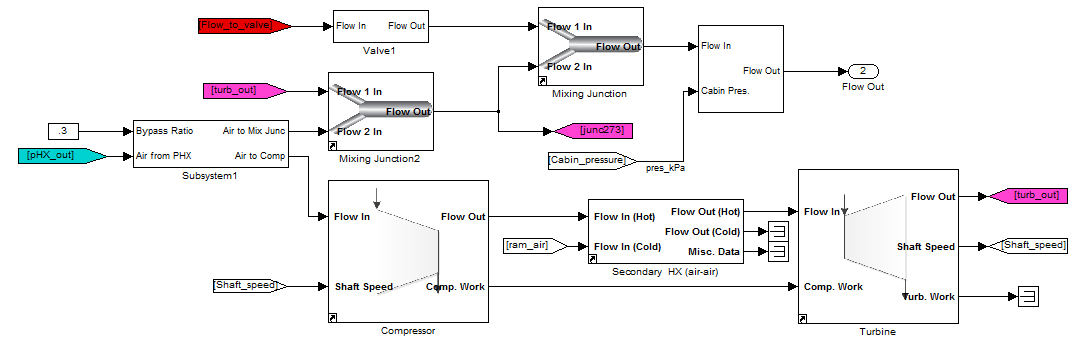 [Flow_to_valve]
Flow In
Flow Out
Valve1
Flow 1 In
Flow Out
Flow 2 In
Mixing Junction
Flow In
Flow Out
Cabin Pres.
2
Flow Out
[turb_out]
Flow 1 In
Flow Out
Flow 2 In
Mixing Junction2
[junc273]
[Cabin_pressure]
pres_kPa
.3
[pHX_out]
Bypass Ratio
Air to Mix Junc
Air from PHX
Air to Comp
Subsystem1
Flow In
Flow Out
Shaft Speed
Comp. Work
Compressor
[Shaft_speed]
[ram_air]
Flow In (Hot)
Flow Out (Hot)
Flow Out (Cold)
Flow In (Cold)
Misc. Data
Secondary HX (air-air)
Flow In
Flow Out
Shaft Speed
Comp. Work
Turb. Work
Turbine
[turb_out]
[Shaft_speed]